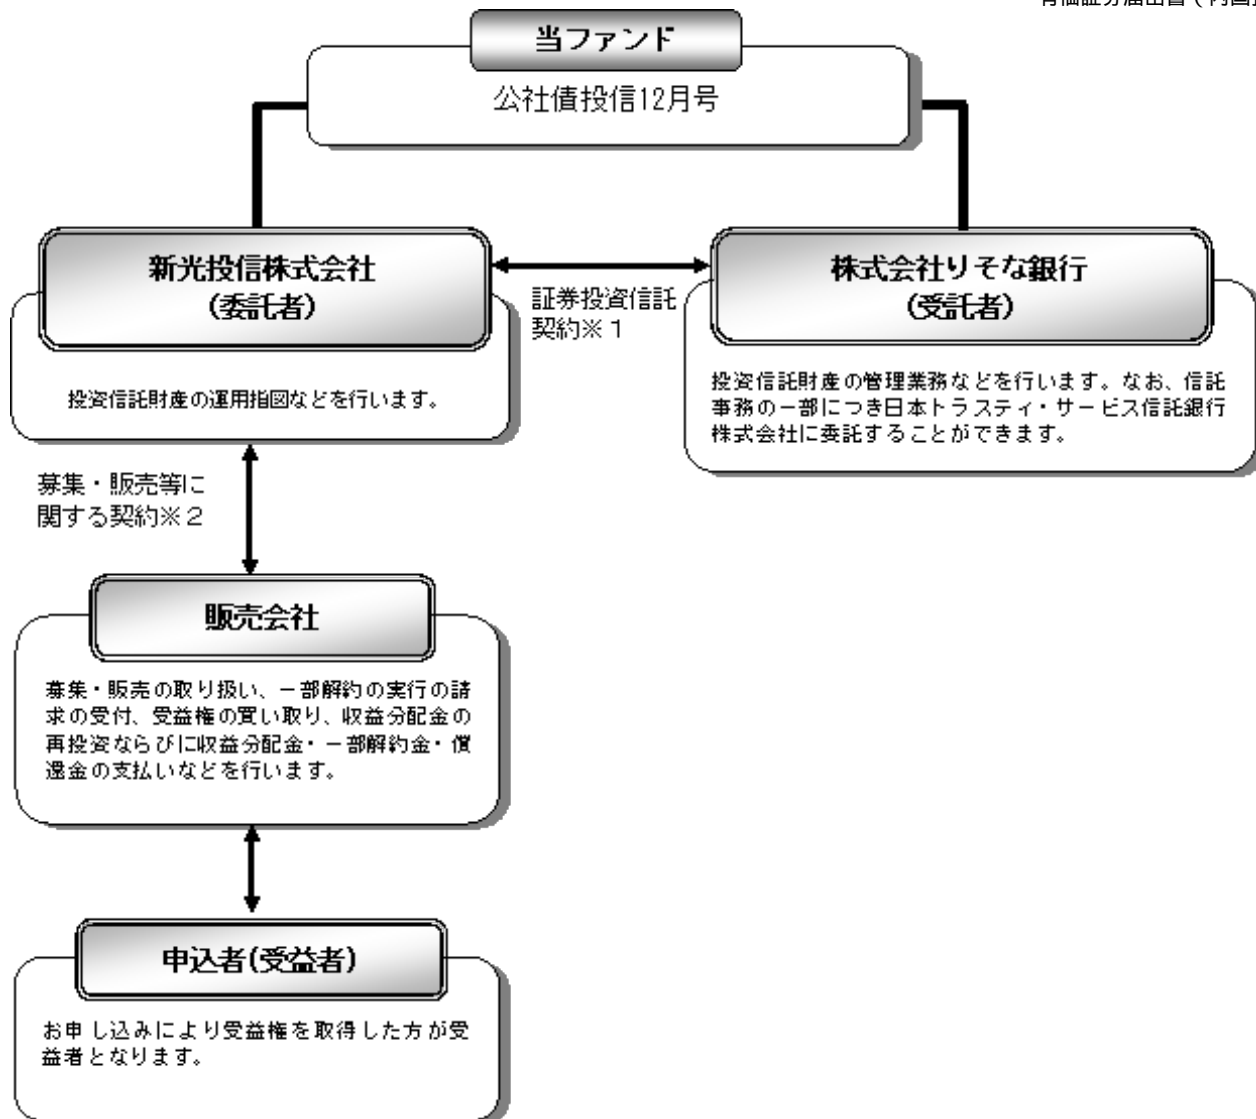 当ファンド
公社債投信12月号
新光投信株式会社
(委託者)
投資信託財産の運用指図などを行います。
証券投資信託
契約※１
株式会社りそな銀行
(受託者)
投資信託財産の管理業務などを行います。なお、信託
事務の一部につき日本トラスティ・サービス信託銀行
株式会社に委託することができます。
募集・販売等に
関する契約※２
販売会社
募集・販売の取り扱い、一部解約の実行の請
求の受付、受益権の買い取り、収益分配金の
再投資ならびに収益分配金・一部解約金・償
還金の支払いなどを行います。
申込者(受益者)
お申し込みにより受益権を取得した方が受
益者となります。